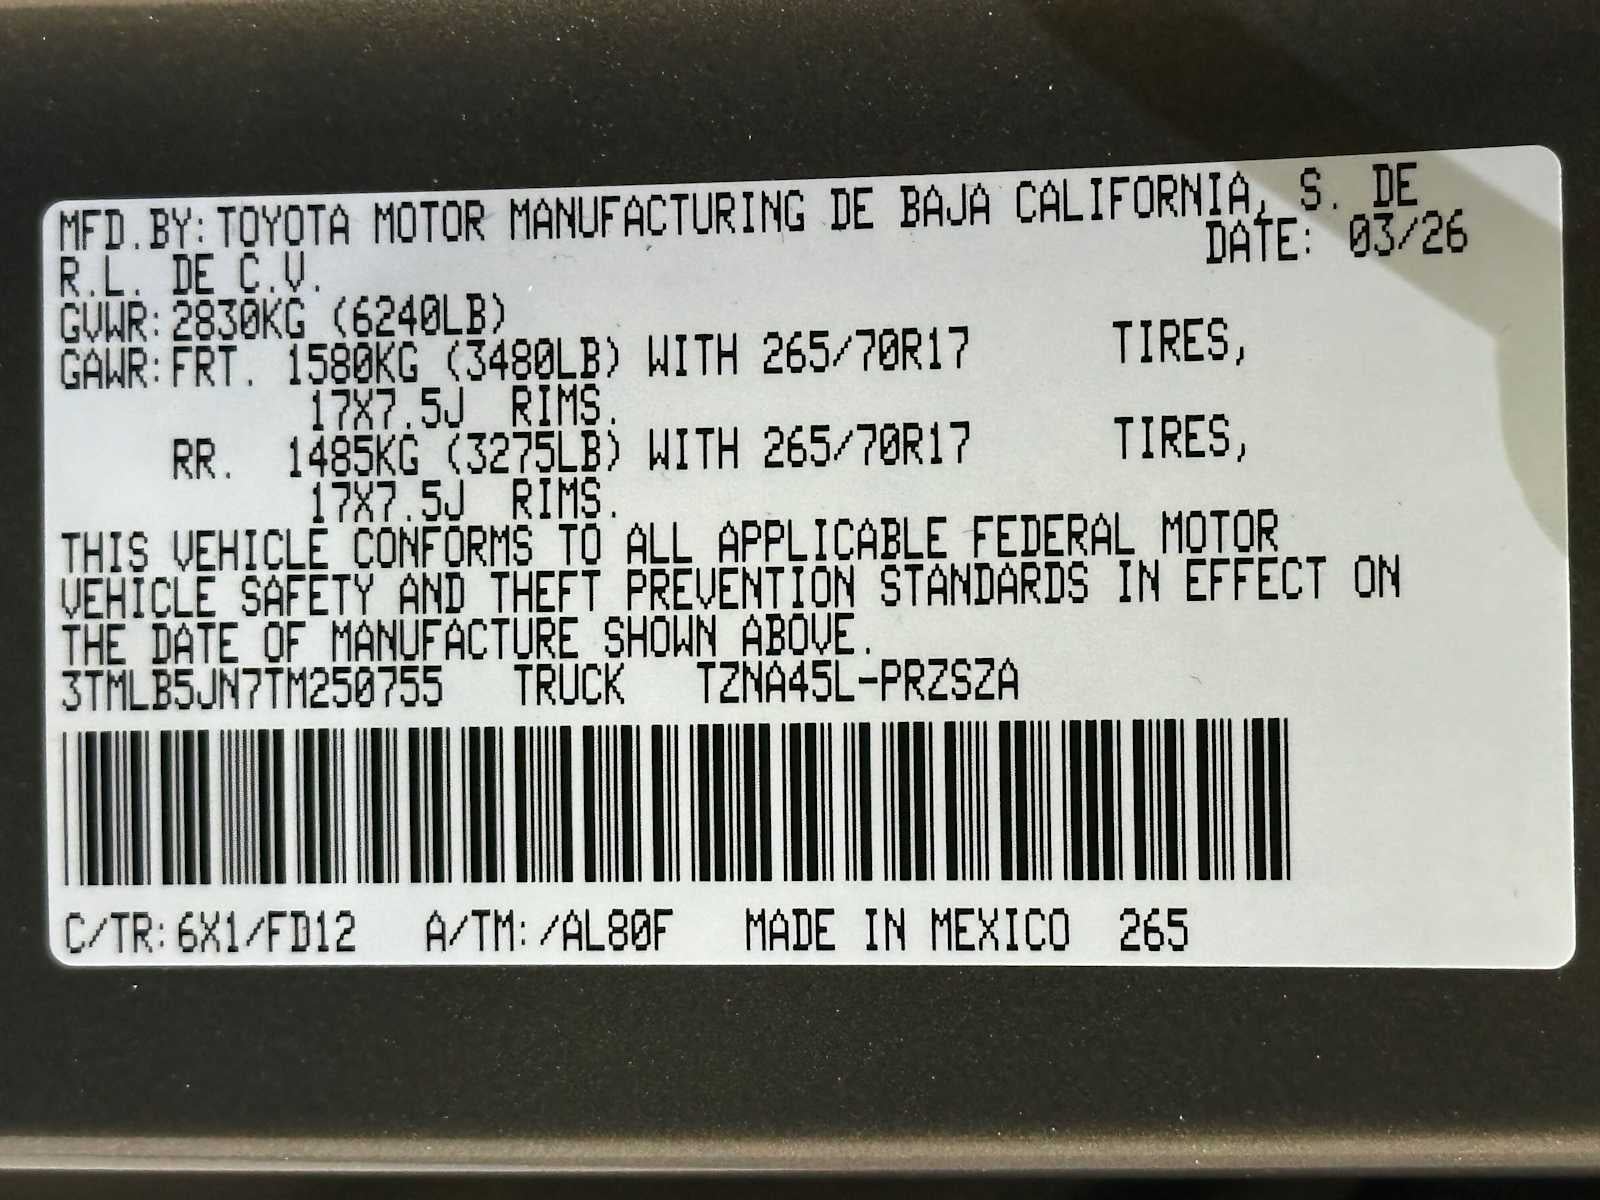 MFD.BY:TOYOTA MOTOR MANUFACTURING DE BAJA CALIFORNIA, S. DE
R.L. DE C.V. DATE: 03/26
GVWR:2830KG (6240LB)
GAWR:FRT. 1580KG (3480LB) WITH 265/70R17 TIRES,
17X7.5J RIMS.
RR. 1485KG (3275LB) WITH 265/70R17 TIRES,
17X7.5J RIMS.
THIS VEHICLE CONFORMS TO ALL APPLICABLE FEDERAL MOTOR
VEHICLE SAFETY AND THEFT PREVENTION STANDARDS IN EFFECT ON
THE DATE OF MANUFACTURE SHOWN ABOVE.
3TMLB5JN7TM250755 TRUCK TZNA45L-PRZSZA
C/TR:6X1/FD12 A/TM:/AL80F MADE IN MEXICO 265